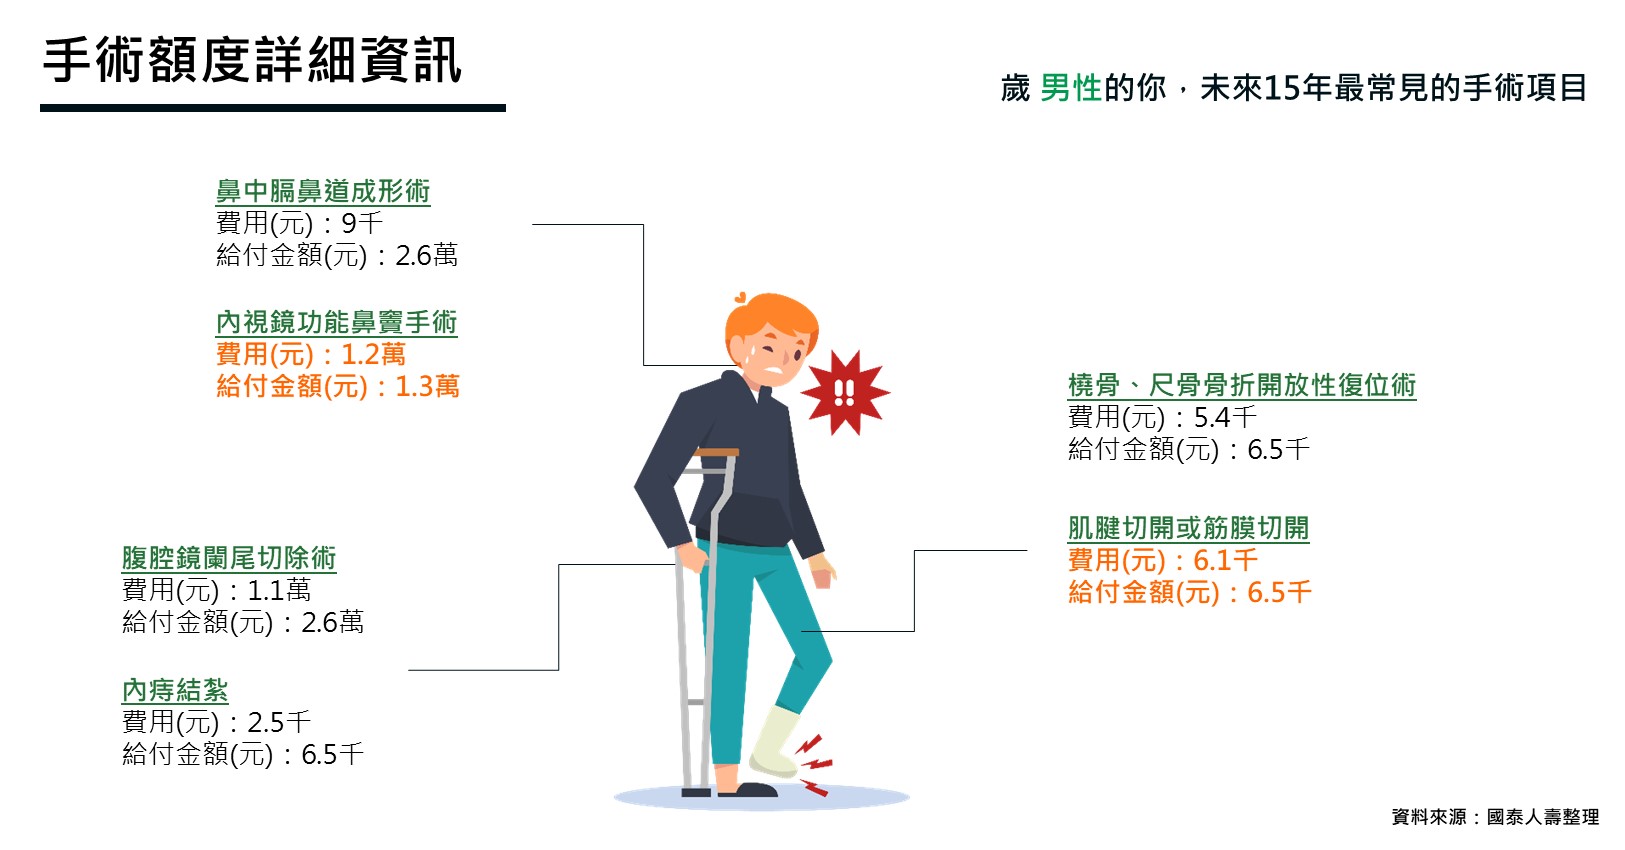 手術額度詳細資訊
歲 男性的你，未來15年最常見的手術項目
鼻中膈鼻道成形術
費用(元)：9千
給付金額(元)：2.6萬
內視鏡功能鼻竇手術
費用(元)：1.2萬
給付金額(元)：1.3萬
橈骨、尺骨骨折開放性復位術
費用(元)：5.4千
給付金額(元)：6.5千
肌腱切開或筋膜切開
費用(元)：6.1千
給付金額(元)：6.5千
腹腔鏡闌尾切除術
費用(元)：1.1萬
給付金額(元)：2.6萬
內痔結紮
費用(元)：2.5千
給付金額(元)：6.5千
!!
資料來源：國泰人壽整理